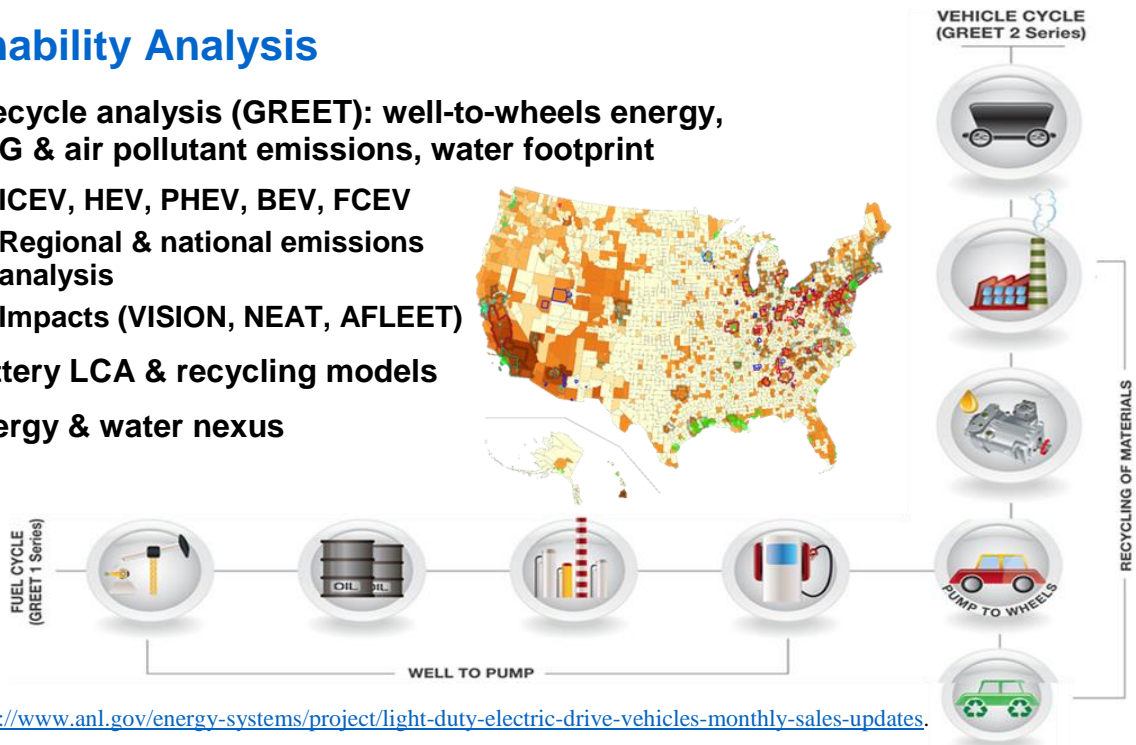 nability Analysis
ecycle analysis (GREET): well-to-wheels energy,
G & air pollutant emissions, water footprint
ICEV, HEV, PHEV, BEV, FCEV
Regional & national emissions
analysis
Impacts (VISION, NEAT, AFLEET)
ttery LCA & recycling models
ergy & water nexus
VEHICLE CYCLE
(GREET 2 Series)
RECYCLING OF MATERIALS
FUEL CYCLE
(GREET 1 Series)
OIL OIL
PUMP TO WHEELS
WELL TO PUMP
://www.anl.gov/energy-systems/project/light-duty-electric-drive-vehicles-monthly-sales-updates.